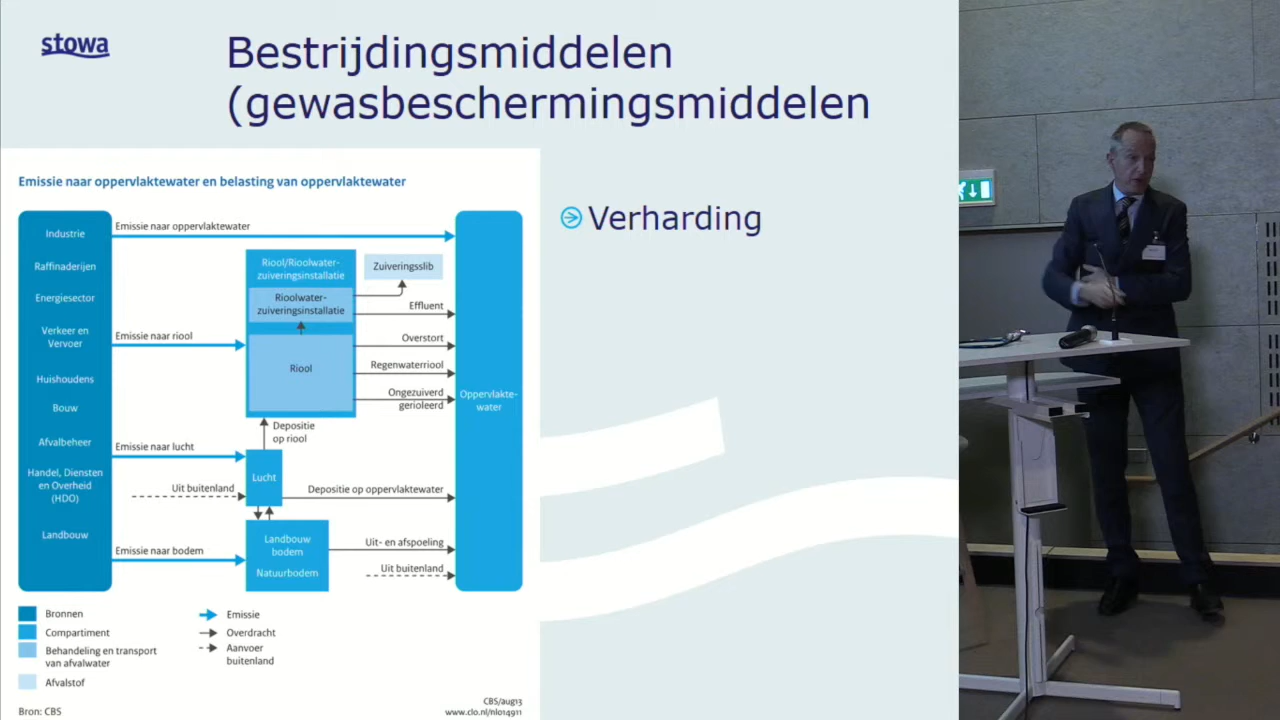 stowa
Bestrijdingsmiddelen
(gewasbeschermingsmiddelen
Emissie naar oppervlaktewater en belasting van oppervlaktewater
Industrie
Raffinaderijen
Energiesector
Verkeer en
Vervoer
Huishoudens
Bouw
Afvalbeheer
Handel, Diensten
en Overheid
(HDO)
Landbouw
Emissie naar oppervlaktewater
Emissie naar riool
Emissie naar lucht
Uit buitenland
Emissie naar bodem
Riool/Rioolwater-
zuiveringsinstallatie
Rioolwater-
zuiveringsinstallatie
Riool
Zuiveringsslib
Effluent
Overstort
Regenwaterriool
Ongezuiverd
gerioleerd
Depositie
op riool
Lucht
Depositie op oppervlaktewater
Landbouw
bodem
Natuurbodem
Uit- en afspoeling
Uit buitenland
Oppervlakte-
water
Verharding
Bronnen
Compartiment
Behandeling en transport
van afvalwater
Afvalstof
Emissie
Overdracht
Aanvoer
buitenland
Bron: CBS
CBS/aug13
www.clo.nl/nl014911